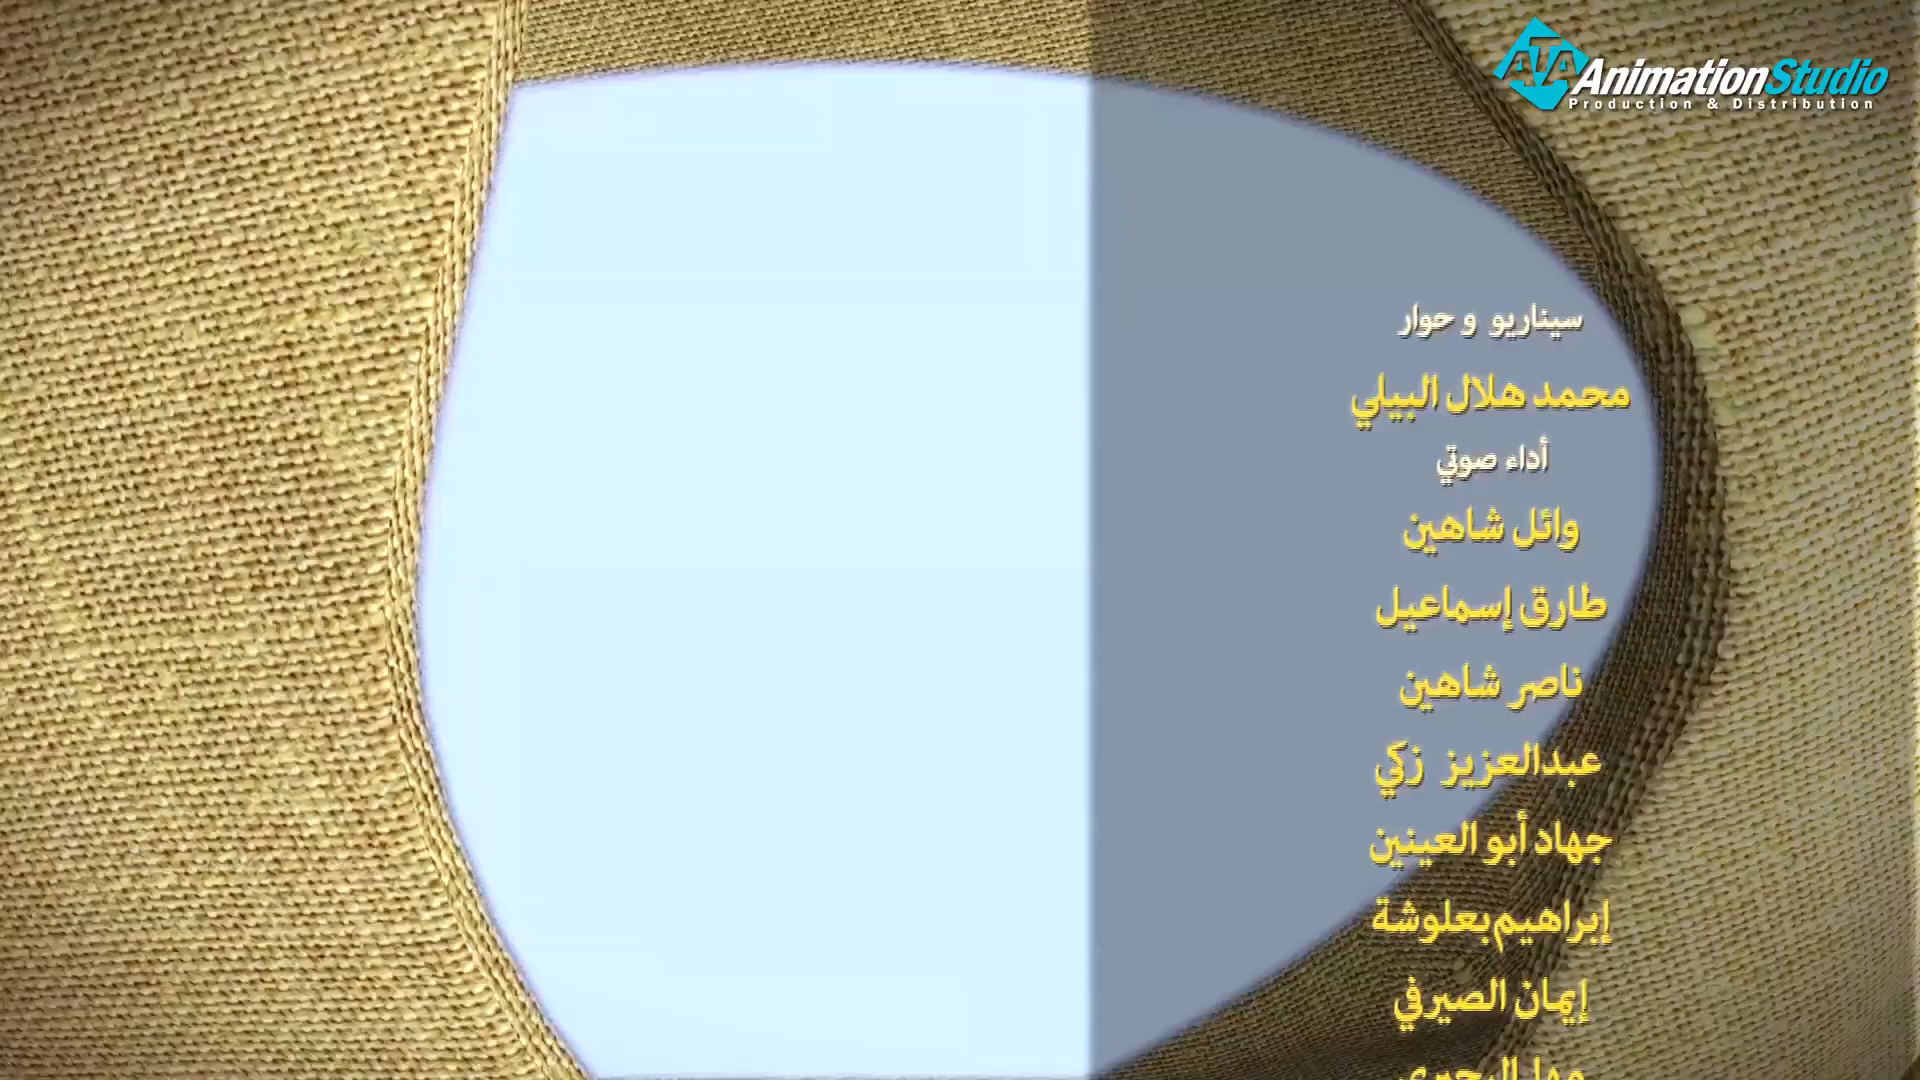 ATA AnimationStudio
Production & Distribution
سيناريو و حوار
محمد هلال البيلي
أداء صوتي
وائل شاهين
طارق إسماعيل
ناصر شاهين
عبدالعزيز زكي
جهاد أبو العينين
إبراهيم بعلوشة
إيمان الصيرفي